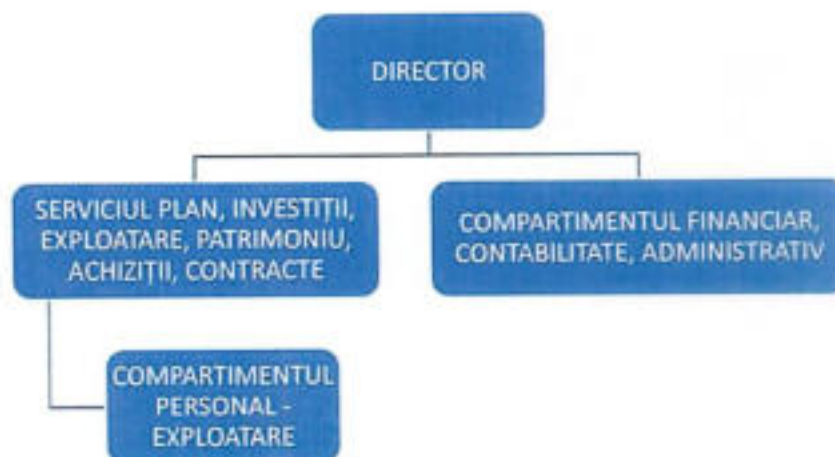 DIRECTOR
SERVICIUL PLAN, INVESTIȚII,
EXPLOATARE, PATRIMONIU,
ACHIZIȚII, CONTRACTE
COMPARTIMENTUL FINANCIAR,
CONTABILITATE, ADMINISTRATIV
COMPARTIMENTUL
PERSONAL -
EXPLOATARE